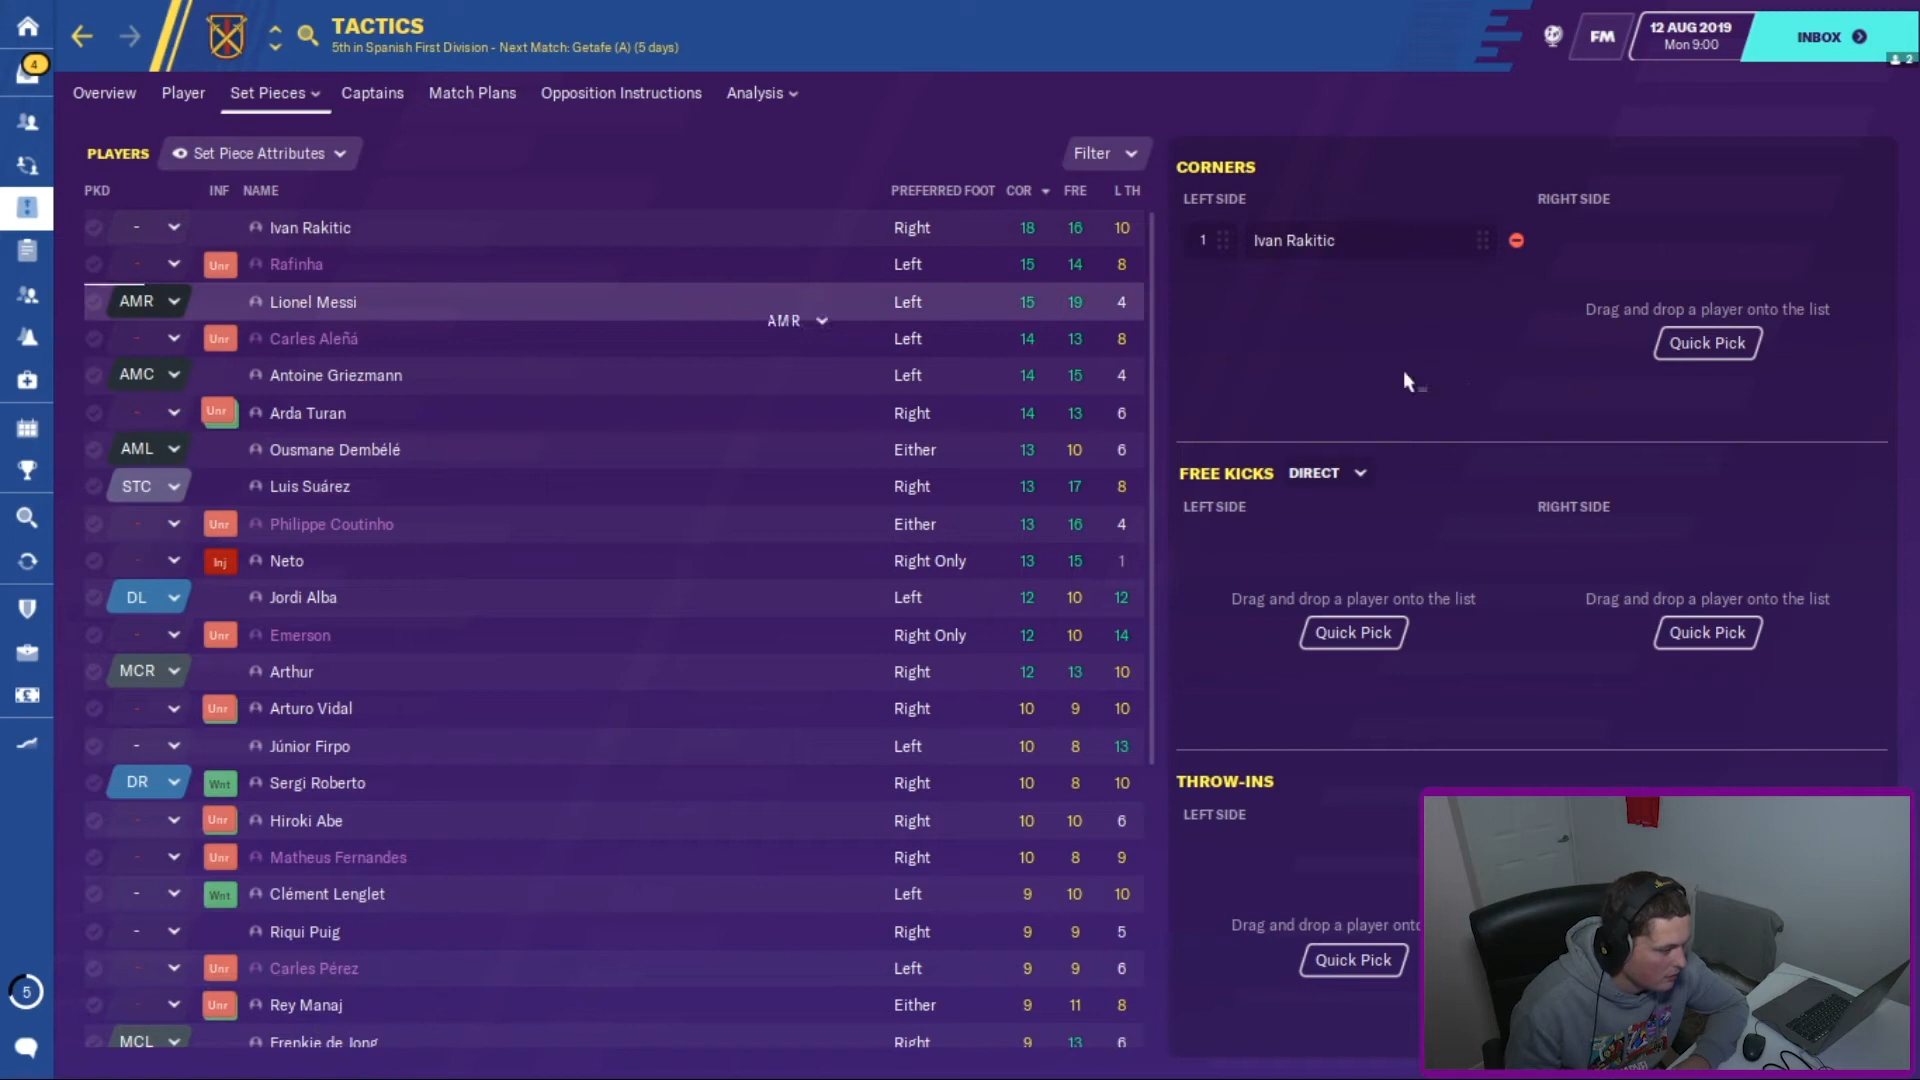 TACTICS
5th in Spanish First Division - Next Match: Getafe (A) (5 days)
FM
12 AUG 2019
Mon 9:00
INBOX
2
4
Overview
Player
Set Pieces
Captains
Match Plans
Opposition Instructions
Analysis
PLAYERS
Set Piece Attributes
Filter
PKD INF NAME PREFERRED FOOT COR FRE L TH
- Ivan Rakitic Right 18 16 10
- Unr Rafinha Left 15 14 8
AMR Lionel Messi Left 15 19 4
AMR
- Unr Carles Aleñá Left 14 13 8
AMC Antoine Griezmann Left 14 15 4
- Unr Arda Turan Right 14 13 6
AML Ousmane Dembélé Either 13 10 6
STC Luis Suárez Right 13 17 8
- Unr Philippe Coutinho Either 13 16 4
- Inj Neto Right Only 13 15 1
DL Jordi Alba Left 12 10 12
- Unr Emerson Right Only 12 10 14
MCR Arthur Right 12 13 10
- Unr Arturo Vidal Right 10 9 10
- Júnior Firpo Left 10 8 13
DR Wnt Sergi Roberto Right 10 8 10
- Unr Hiroki Abe Right 10 10 6
- Unr Matheus Fernandes Right 10 8 9
- Wnt Clément Lenglet Left 9 10 10
- Riqui Puig Right 9 9 5
- Unr Carles Pérez Left 9 9 6
- Unr Rey Manaj Either 9 11 8
MCL Frenkie de Jong Right 9 13 6
5
CORNERS
LEFT SIDE RIGHT SIDE
1 Ivan Rakitic
Drag and drop a player onto the list
Quick Pick
FREE KICKS DIRECT
LEFT SIDE RIGHT SIDE
Drag and drop a player onto the list Drag and drop a player onto the list
Quick Pick Quick Pick
THROW-INS
LEFT SIDE
Drag and drop a player onto
Quick Pick